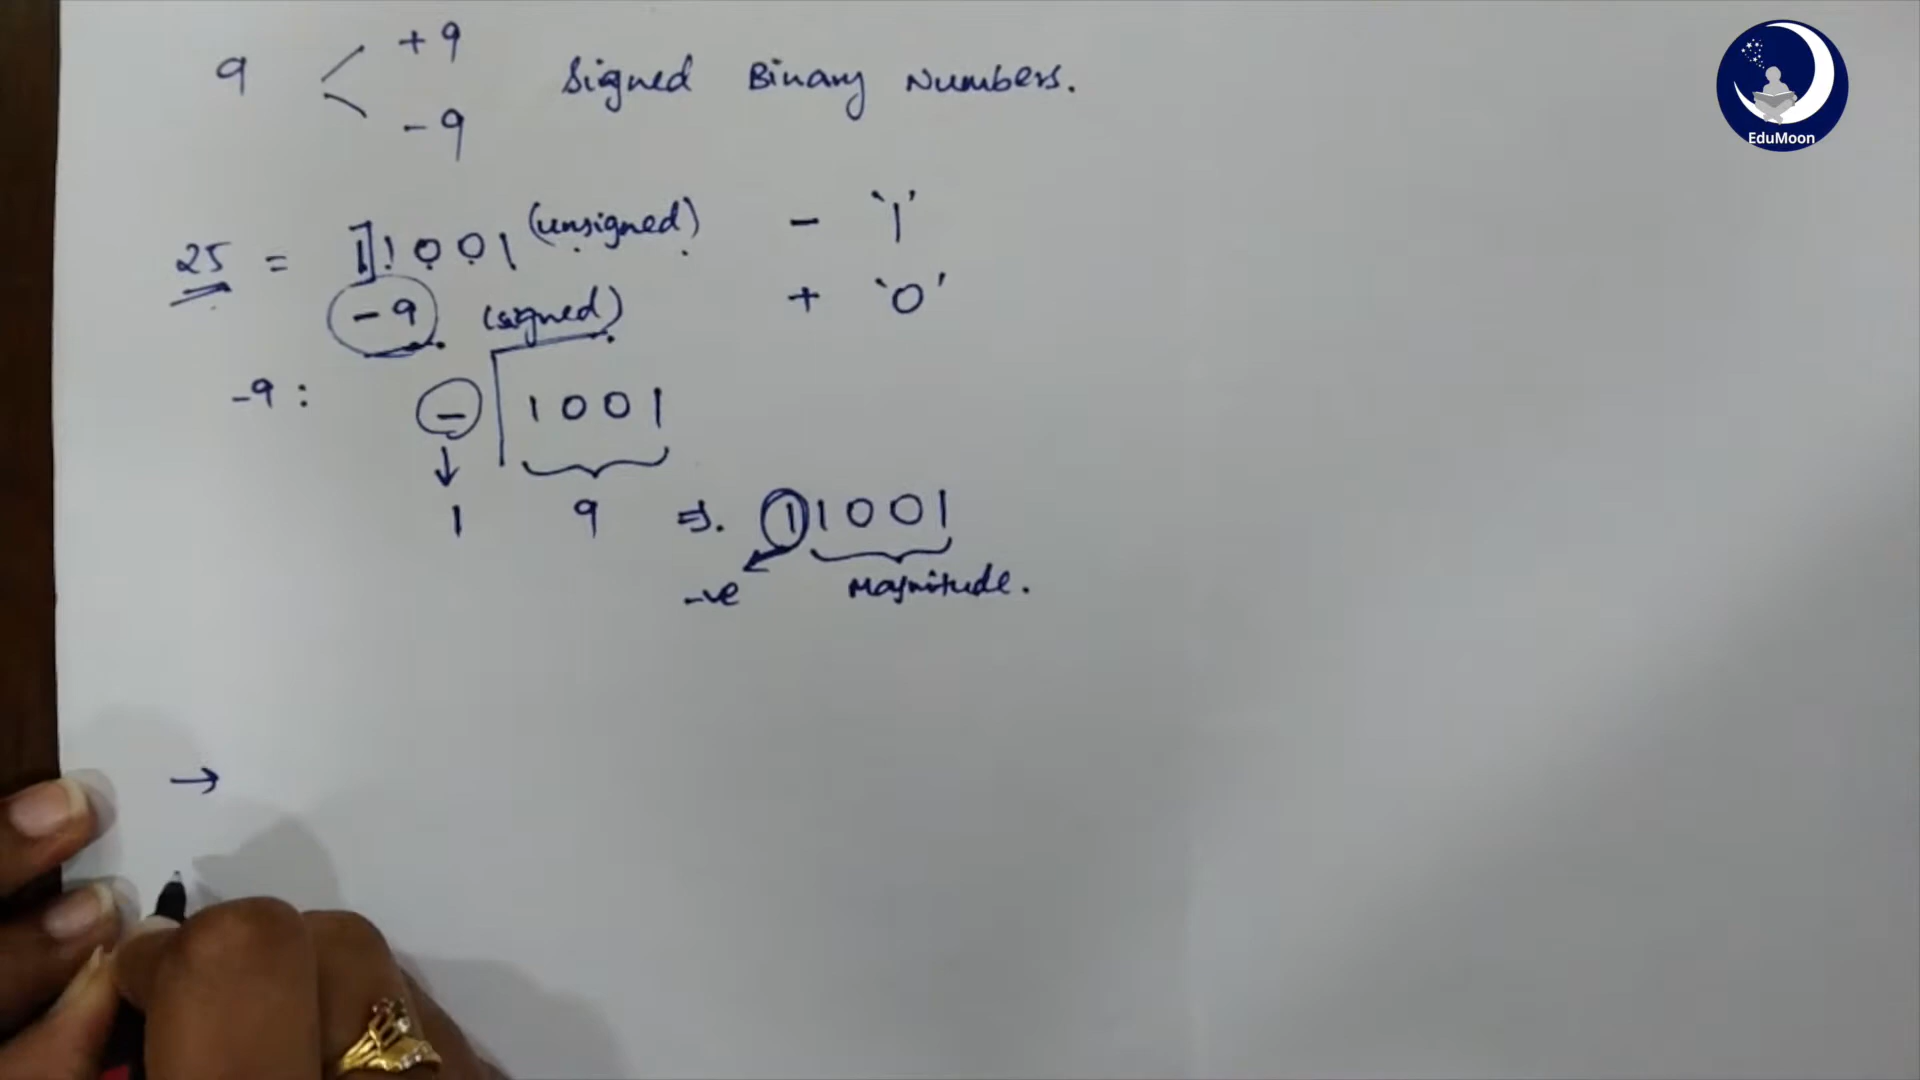 9 +9 Signed Binary Numbers.
-9
25 = 11001 (unsigned) - '1'
-9 (signed) + '0'
-9 : - 1001
↓
1 9 ⇒. 11001
-ve Magnitude.
→
EduMoon